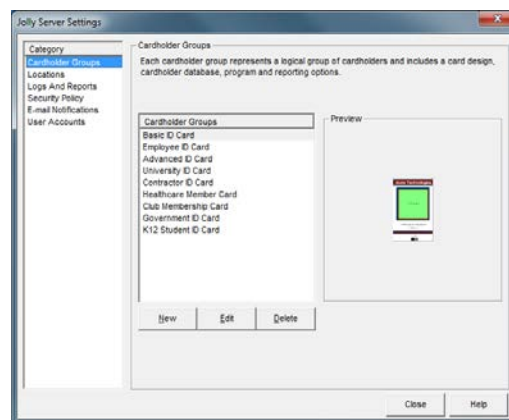 Jolly Server Settings
Category
Cardholder Groups
Locations
Logs And Reports
Security Policy
E-mail Notifications
User Accounts
Cardholder Groups
Each cardholder group represents a logical group of cardholders and includes a card design,
cardholder database, program and reporting options.
Cardholder Groups
Basic ID Card
Employee ID Card
Advanced ID Card
University ID Card
Contractor ID Card
Healthcare Member Card
Club Membership Card
Government ID Card
K12 Student ID Card
New
Edit
Delete
Preview
Close
Help